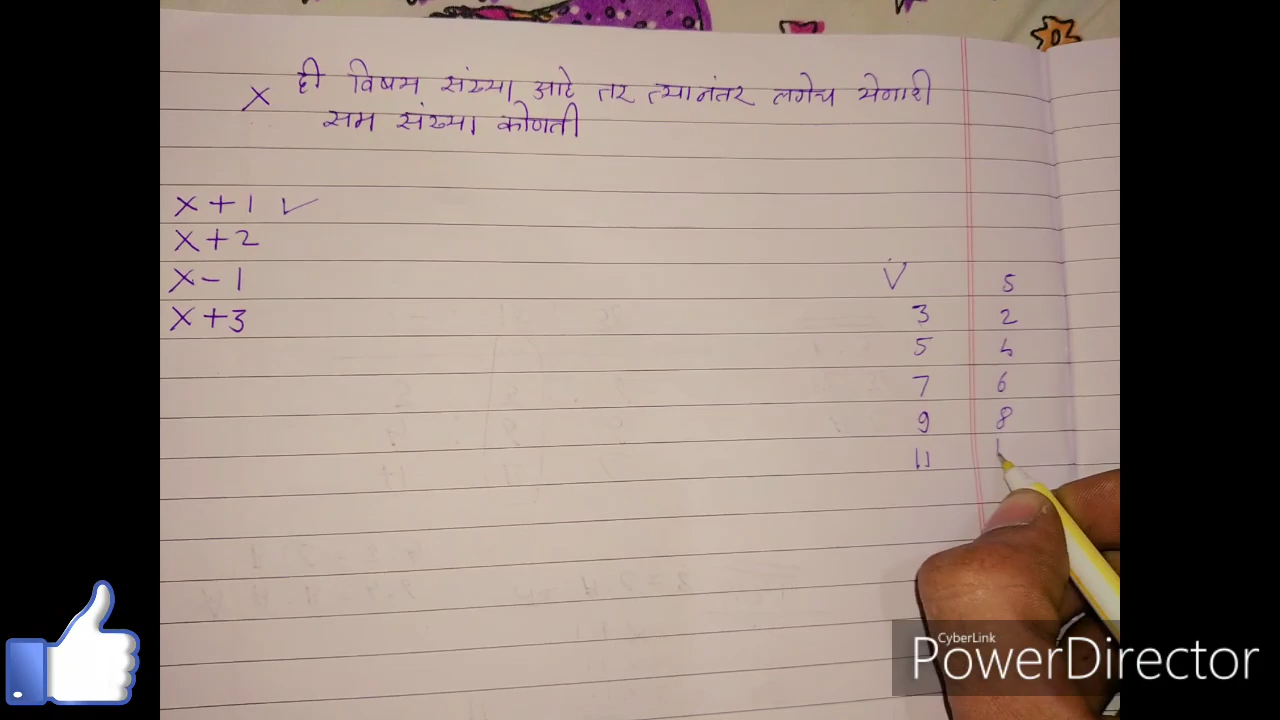 x ही विषम संख्या आहे तर त्यानंतर लगेच येणारी
सम संख्या कोणती
x + 1 ✓
x + 2
x - 1
x + 3
V S
3 2
5 4
7 6
9 8
11 1
CyberLink
PowerDirector